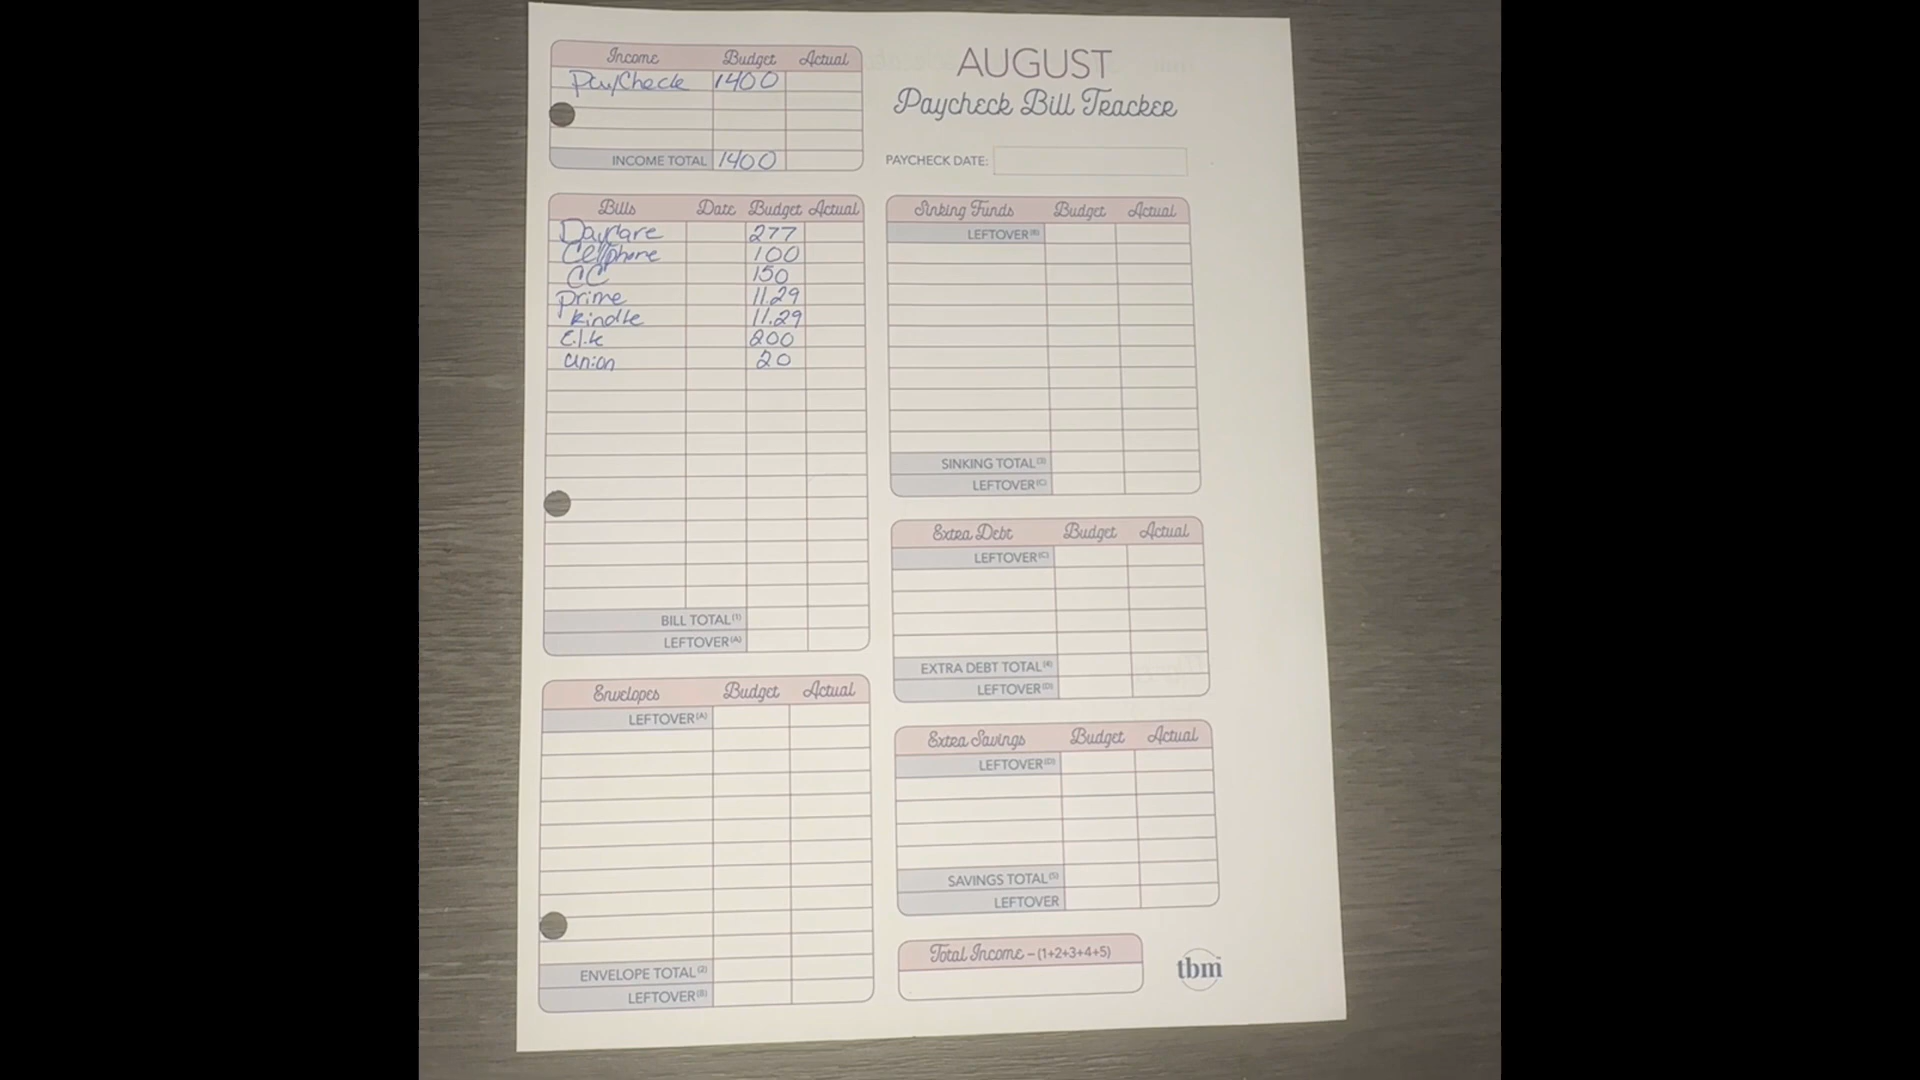 Income Budget Actual
PayCheck 1400
INCOME TOTAL 1400
AUGUST
Paycheck Bill Tracker
PAYCHECK DATE:
Bills Date Budget Actual
Daycare 277
Cellphone 100
CC 150
Prime 11.29
Kindle 11.29
E.l.k 200
Union 20
BILL TOTAL(1)
LEFTOVER(A)
Envelopes Budget Actual
LEFTOVER(A)
ENVELOPE TOTAL(2)
LEFTOVER(B)
Sinking Funds Budget Actual
LEFTOVER(B)
SINKING TOTAL(3)
LEFTOVER(C)
Extra Debt Budget Actual
LEFTOVER(C)
EXTRA DEBT TOTAL(4)
LEFTOVER(D)
Extra Savings Budget Actual
LEFTOVER(D)
SAVINGS TOTAL(5)
LEFTOVER
Total Income – (1+2+3+4+5)
tbm